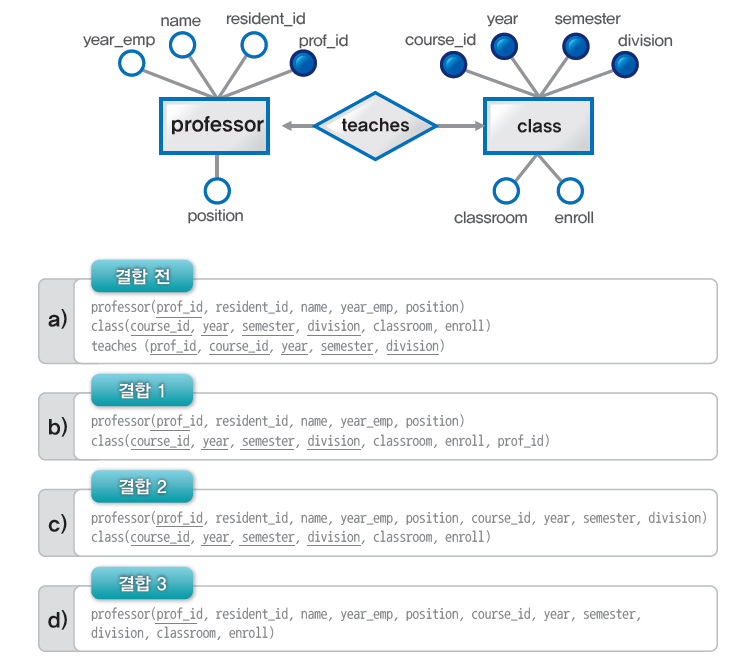 name
resident_id
year_emp
prof_id
professor
position
teaches
year
semester
course_id
division
class
classroom
enroll
결합 전
a)
professor(prof_id, resident_id, name, year_emp, position)
class(course_id, year, semester, division, classroom, enroll)
teaches (prof_id, course_id, year, semester, division)
결합 1
b)
professor(prof_id, resident_id, name, year_emp, position)
class(course_id, year, semester, division, classroom, enroll, prof_id)
결합 2
c)
professor(prof_id, resident_id, name, year_emp, position, course_id, year, semester, division)
class(course_id, year, semester, division, classroom, enroll)
결합 3
d)
professor(prof_id, resident_id, name, year_emp, position, course_id, year, semester,
division, classroom, enroll)